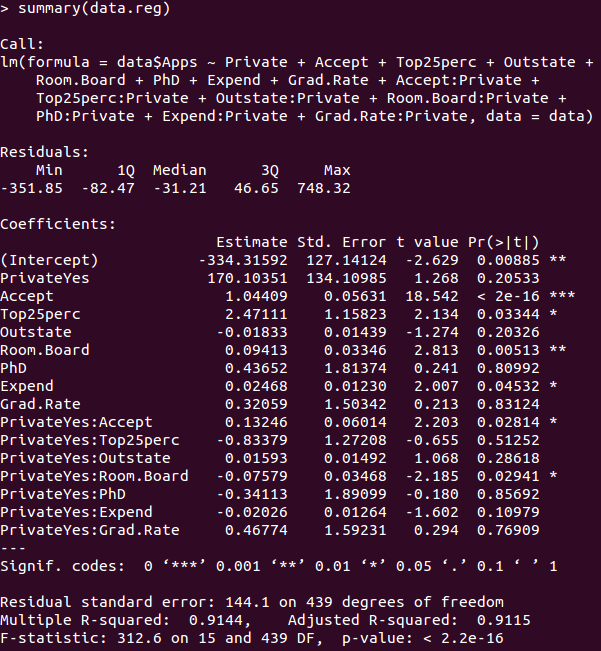 > summary(data.reg)
Call:
lm(formula = data$Apps ~ Private + Accept + Top25perc + Outstate +
    Room.Board + PhD + Expend + Grad.Rate + Accept:Private +
    Top25perc:Private + Outstate:Private + Room.Board:Private +
    PhD:Private + Expend:Private + Grad.Rate:Private, data = data)
Residuals:
    Min      1Q  Median      3Q     Max
-351.85  -82.47  -31.21   46.65  748.32
Coefficients:
                        Estimate Std. Error t value Pr(>|t|)
(Intercept)           -334.31592  127.14124  -2.629  0.00885 **
PrivateYes             170.10351  134.10985   1.268  0.20533
Accept                   1.04409    0.05631  18.542  < 2e-16 ***
Top25perc                2.47111    1.15823   2.134  0.03344 *
Outstate                -0.01833    0.01439  -1.274  0.20326
Room.Board               0.09413    0.03346   2.813  0.00513 **
PhD                      0.43652    1.81374   0.241  0.80992
Expend                   0.02468    0.01230   2.007  0.04532 *
Grad.Rate                0.32059    1.50342   0.213  0.83124
PrivateYes:Accept        0.13246    0.06014   2.203  0.02814 *
PrivateYes:Top25perc    -0.83379    1.27208  -0.655  0.51252
PrivateYes:Outstate      0.01593    0.01492   1.068  0.28618
PrivateYes:Room.Board   -0.07579    0.03468  -2.185  0.02941 *
PrivateYes:PhD          -0.34113    1.89099  -0.180  0.85692
PrivateYes:Expend       -0.02026    0.01264  -1.602  0.10979
PrivateYes:Grad.Rate     0.46774    1.59231   0.294  0.76909
---
Signif. codes:  0 ‘***’ 0.001 ‘**’ 0.01 ‘*’ 0.05 ‘.’ 0.1 ‘ ’ 1
Residual standard error: 144.1 on 439 degrees of freedom
Multiple R-squared:  0.9144,	Adjusted R-squared:  0.9115
F-statistic: 312.6 on 15 and 439 DF,  p-value: < 2.2e-16